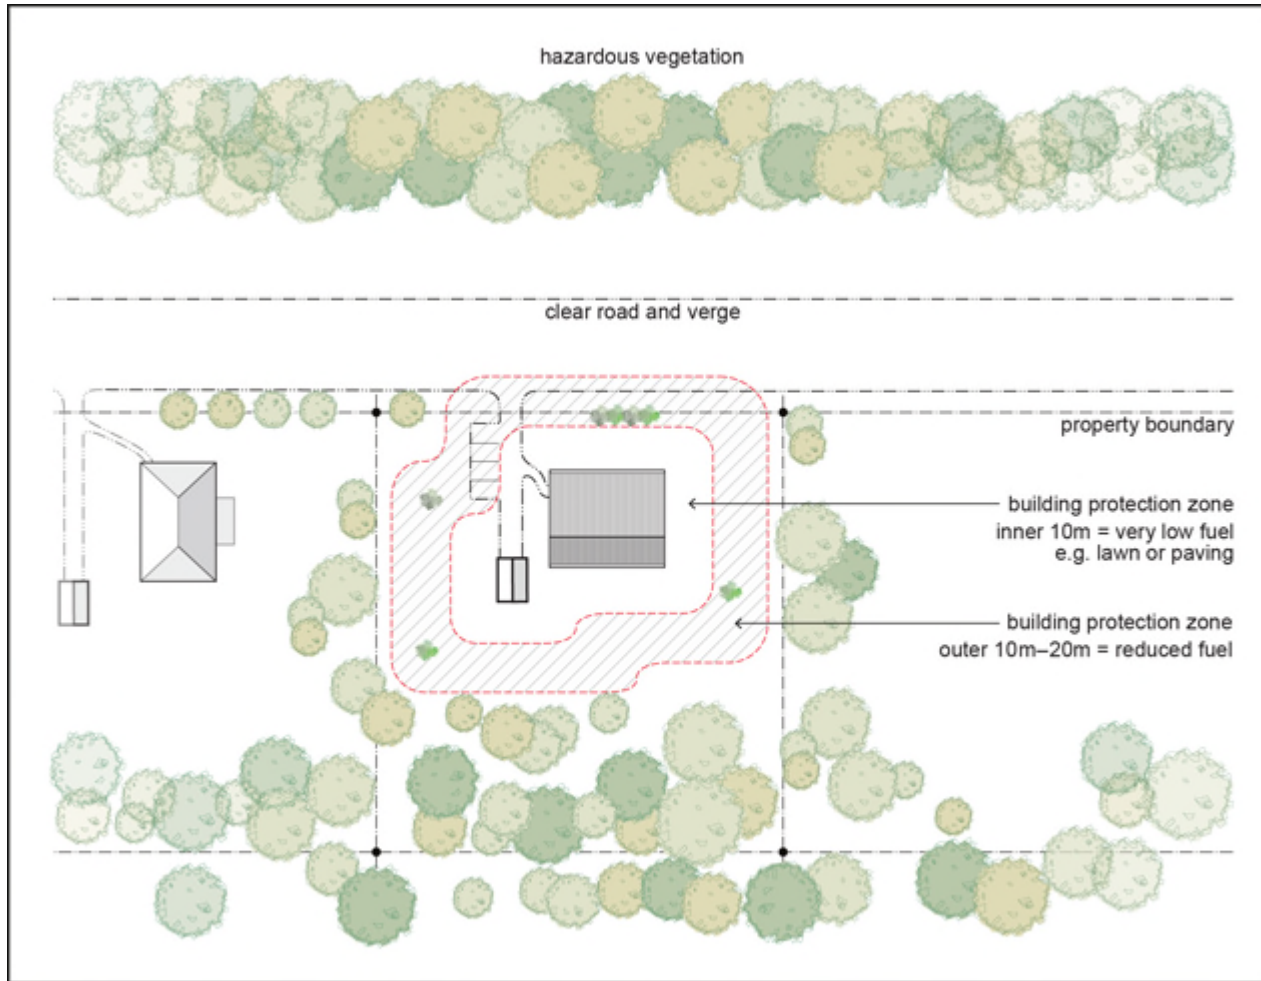 hazardous vegetation
clear road and verge
property boundary
building protection zone
inner 10m = very low fuel
e.g. lawn or paving
building protection zone
outer 10m–20m = reduced fuel